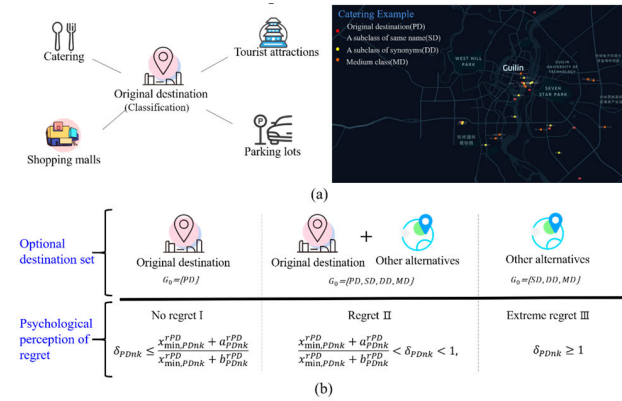 (a)
Catering
Tourist attractions
Original destination
(Classification)
Shopping malls
Parking lots
Catering Example
Original destination(PD)
A subclass of same name(SD)
A subclass of synonyms(DD)
Medium class(MD)
WEST HILL
PARK
Guilin
GUILIN
UNIVERSITY OF
TECHNOLOGY
SEVEN
STAR PARK
(a)
Optional
destination set
Original destination
G₀={PD}
Original destination + Other alternatives
G₀={PD, SD, DD, MD}
Other alternatives
G₀={SD, DD, MD}
Psychological
perception of
regret
No regret I
δ_PDnk ≤ (x^rPD_min,PDnk + a^rPD_PDnk) / (x^rPD_min,PDnk + b^rPD_PDnk)
Regret Ⅱ
(x^rPD_min,PDnk + a^rPD_PDnk) / (x^rPD_min,PDnk + b^rPD_PDnk) < δ_PDnk < 1,
Extreme regret Ⅲ
δ_PDnk ≥ 1
(b)